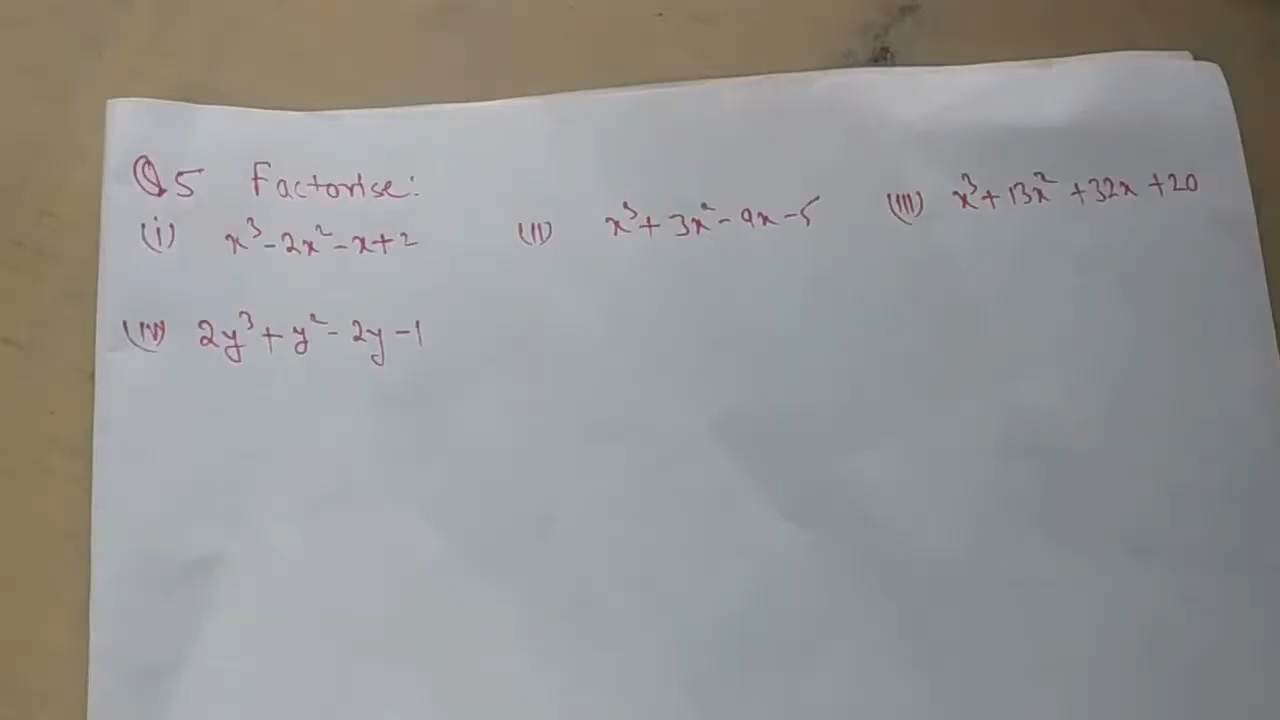 Q5 Factorise:
(i) x³-2x²-x+2 (II) x³+3x²-9x-5 (III) x³+13x²+32x+20
(IV) 2y³+y²-2y-1